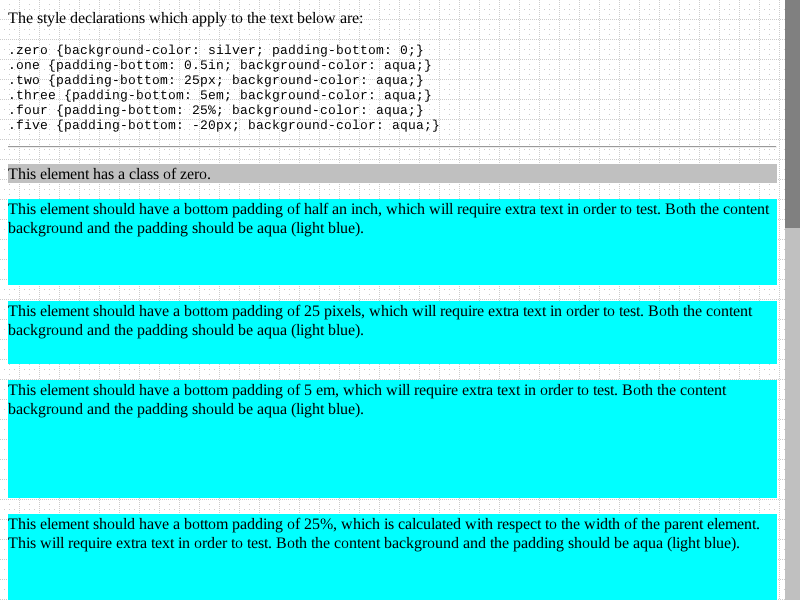 The style declarations which apply to the text below are:
.zero {background-color: silver; padding-bottom: 0;}
.one {padding-bottom: 0.5in; background-color: aqua;}
.two {padding-bottom: 25px; background-color: aqua;}
.three {padding-bottom: 5em; background-color: aqua;}
.four {padding-bottom: 25%; background-color: aqua;}
.five {padding-bottom: -20px; background-color: aqua;}
This element has a class of zero.
This element should have a bottom padding of half an inch, which will require extra text in order to test. Both the content
background and the padding should be aqua (light blue).
This element should have a bottom padding of 25 pixels, which will require extra text in order to test. Both the content
background and the padding should be aqua (light blue).
This element should have a bottom padding of 5 em, which will require extra text in order to test. Both the content
background and the padding should be aqua (light blue).
This element should have a bottom padding of 25%, which is calculated with respect to the width of the parent element.
This will require extra text in order to test. Both the content background and the padding should be aqua (light blue).